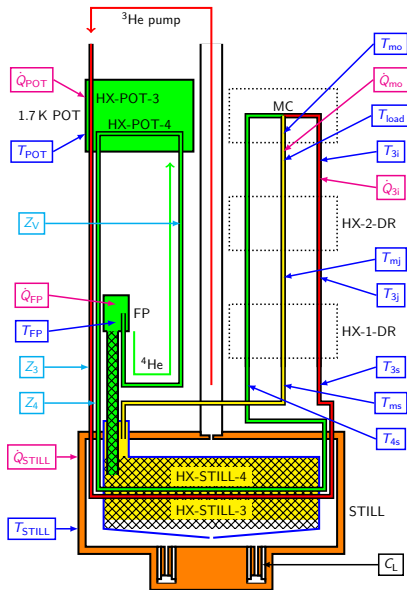 ³He pump
Q̇POT
HX-POT-3
1.7 K POT
HX-POT-4
TPOT
ZV
Q̇FP
FP
TFP
⁴He
Z3
Z4
Q̇STILL
TSTILL
HX-STILL-4
HX-STILL-3
STILL
CL
Tmo
Q̇mo
MC
Tload
T3i
Q̇3i
HX-2-DR
Tmj
T3j
HX-1-DR
T3s
Tms
T4s